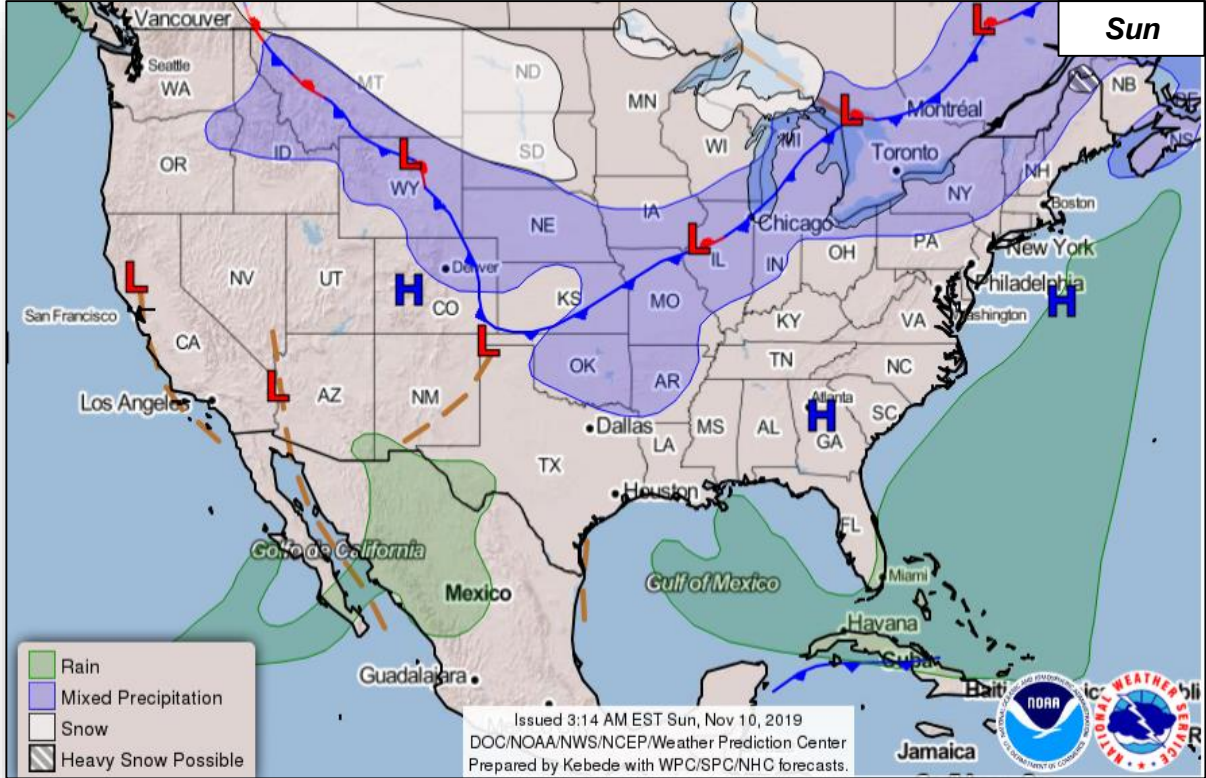 Sun
Vancouver
Seattle
WA
MT
ND
MN
Montréal
NB
NS
OR
ID
WY
SD
WI
MI
Toronto
NH
Boston
NY
IA
NE
Chicago
New York
PA
OH
IN
IL
Philadelphia
Washington
NV
UT
Denver
CO
KS
MO
San Francisco
CA
KY
VA
TN
NC
Los Angeles
AZ
NM
OK
AR
Atlanta
SC
Dallas
LA
MS
AL
GA
TX
Houston
FL
Golfo de California
Mexico
Gulf of Mexico
Miami
Havana
Cuba
Guadalajara
Jamaica
L
L
L
L
L
L
L
H
H
H
Rain
Mixed Precipitation
Snow
Heavy Snow Possible
Issued 3:14 AM EST Sun, Nov 10, 2019
DOC/NOAA/NWS/NCEP/Weather Prediction Center
Prepared by Kebede with WPC/SPC/NHC forecasts.
NOAA
NATIONAL WEATHER SERVICE